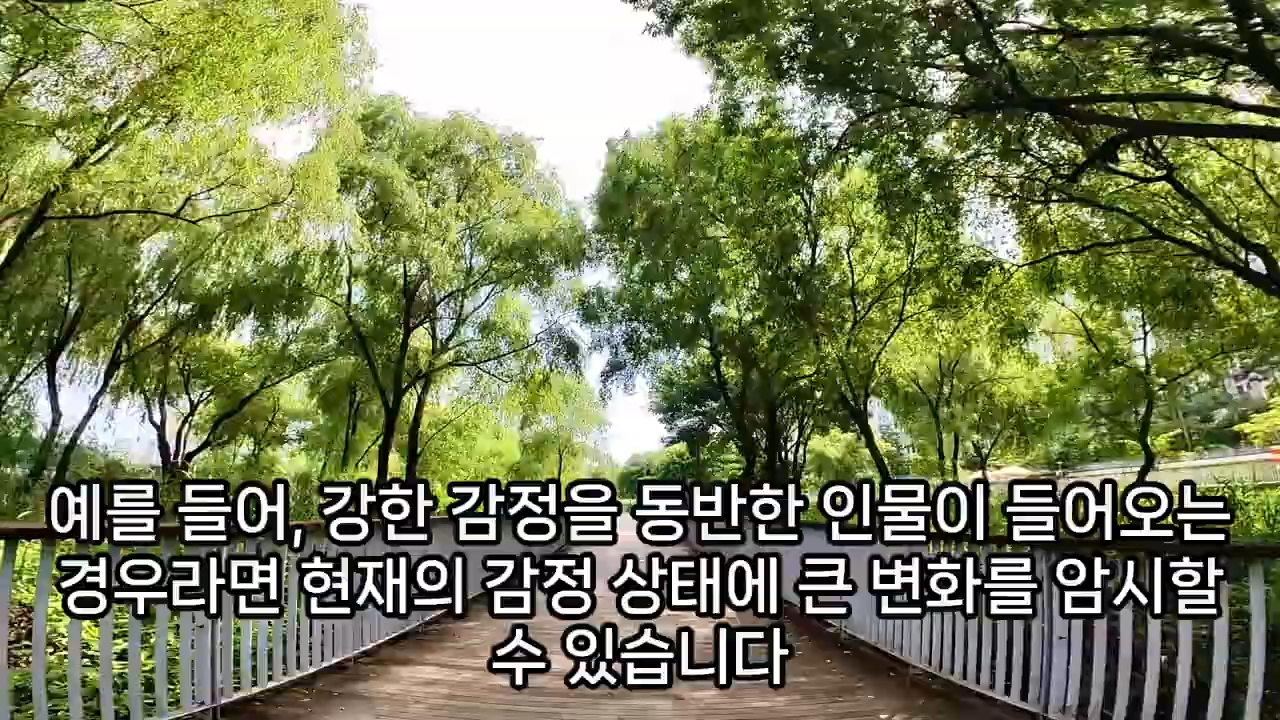 예를 들어, 강한 감정을 동반한 인물이 들어오는
경우라면 현재의 감정 상태에 큰 변화를 암시할
수 있습니다